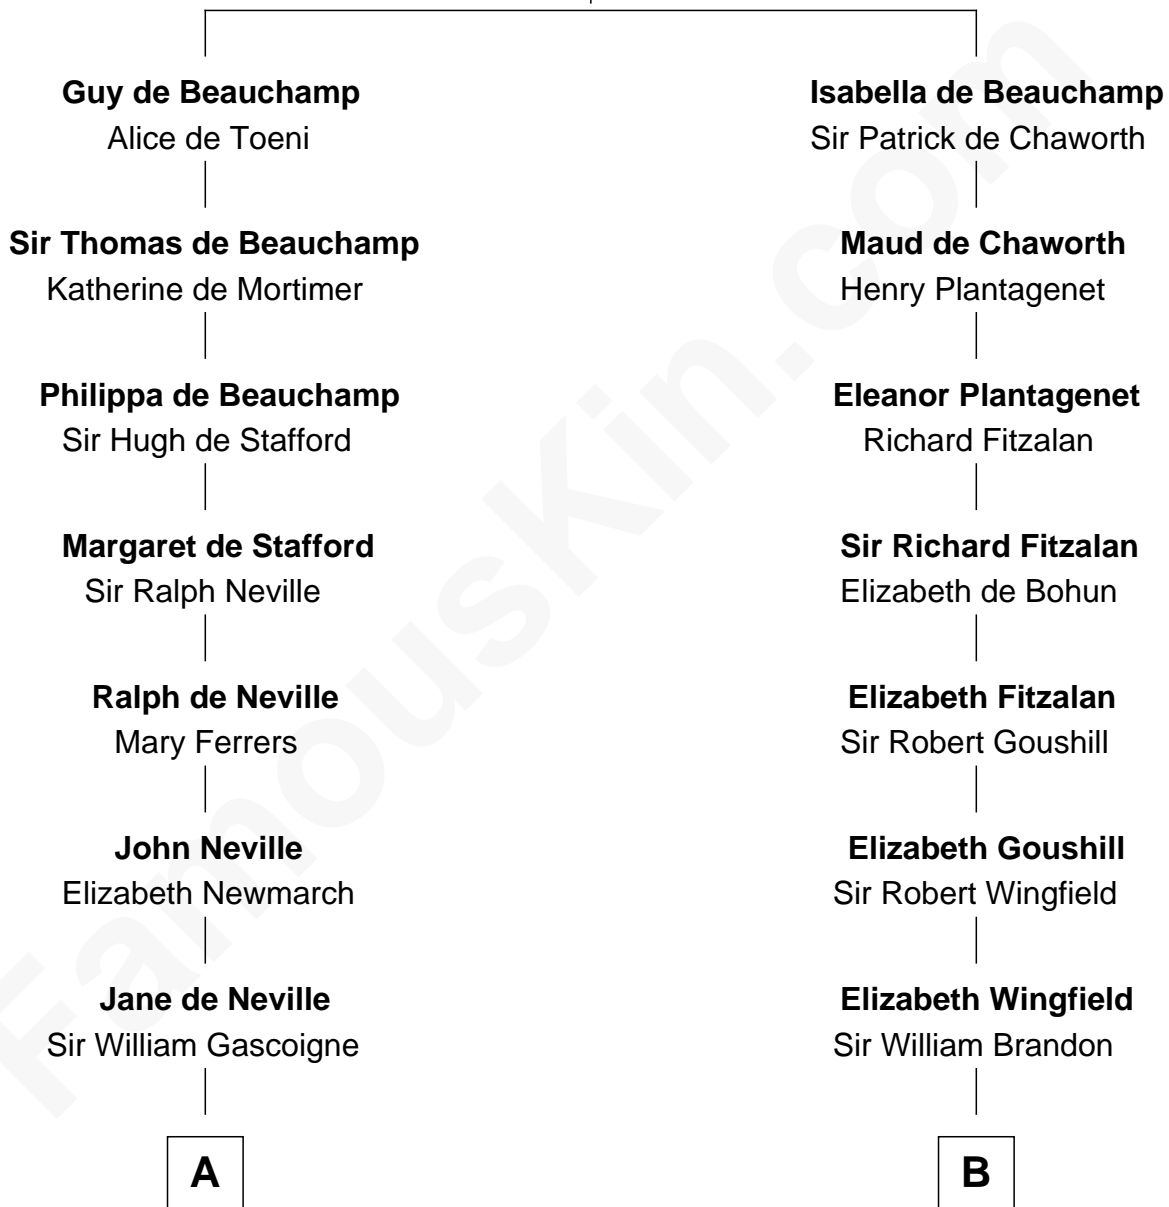 Guy de Beauchamp
Alice de Toeni
Sir Thomas de Beauchamp
Katherine de Mortimer
Philippa de Beauchamp
Sir Hugh de Stafford
Margaret de Stafford
Sir Ralph Neville
Ralph de Neville
Mary Ferrers
John Neville
Elizabeth Newmarch
Jane de Neville
Sir William Gascoigne
A
Isabella de Beauchamp
Sir Patrick de Chaworth
Maud de Chaworth
Henry Plantagenet
Eleanor Plantagenet
Richard Fitzalan
Sir Richard Fitzalan
Elizabeth de Bohun
Elizabeth Fitzalan
Sir Robert Goushill
Elizabeth Goushill
Sir Robert Wingfield
Elizabeth Wingfield
Sir William Brandon
B
FamousKin.com